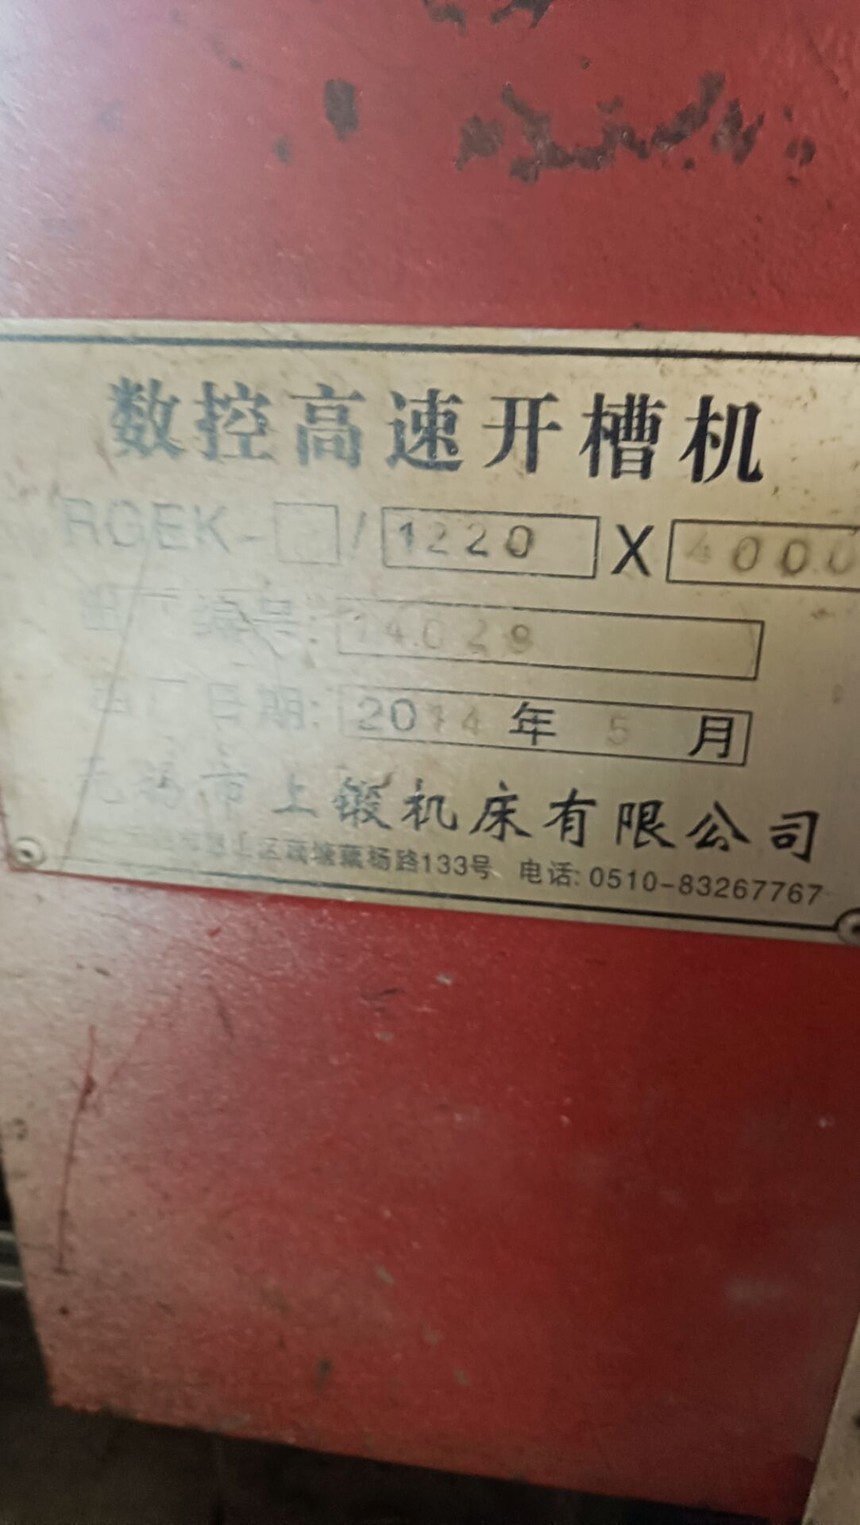 数控高速开槽机
RGEK- / 1220 X 4000
出厂编号: 14029
出厂日期: 2014 年 5 月
无锡市上锻机床有限公司
路133号 电话: 0510-83267767